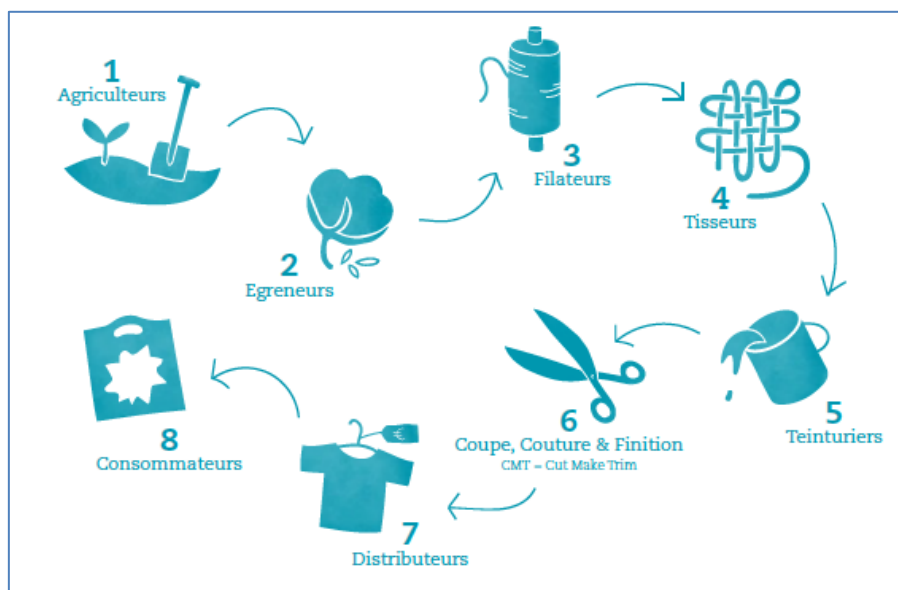 1
Agriculteurs
2
Egreneurs
3
Filateurs
4
Tisseurs
5
Teinturiers
6
Coupe, Couture & Finition
CMT = Cut Make Trim
€
7
Distributeurs
8
Consommateurs